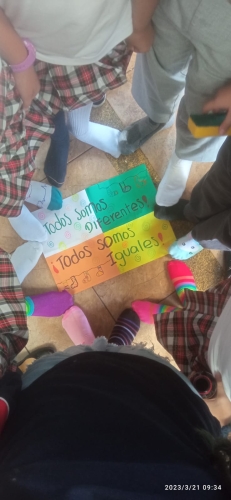 Todos somos
Diferentes!
¡Todos somos
Iguales!
2023/3/21 09:34